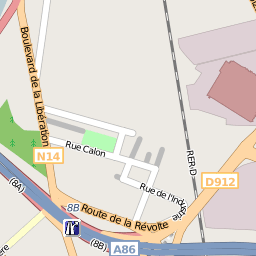 Boulevard de la Libération
N14
Rue Calon
RER D
D912
Rue de l'Industrie
(8A)
8B
Route de la Révolte
(8B)
A86